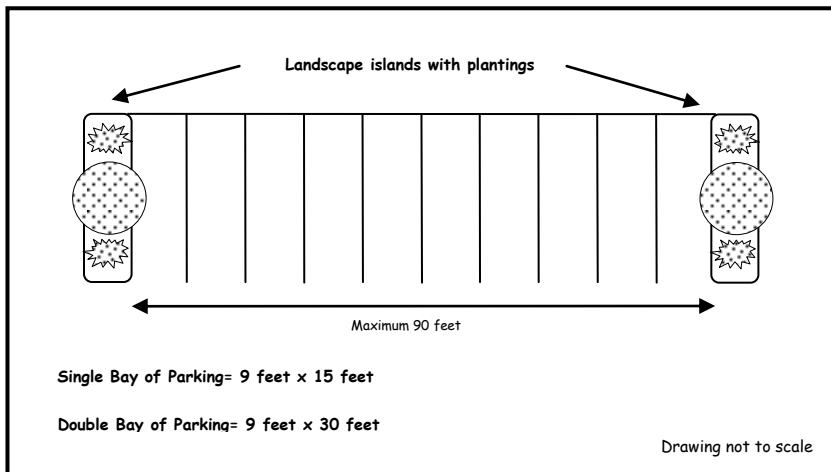 Landscape islands with plantings
Maximum 90 feet
Single Bay of Parking= 9 feet x 15 feet
Double Bay of Parking= 9 feet x 30 feet
Drawing not to scale